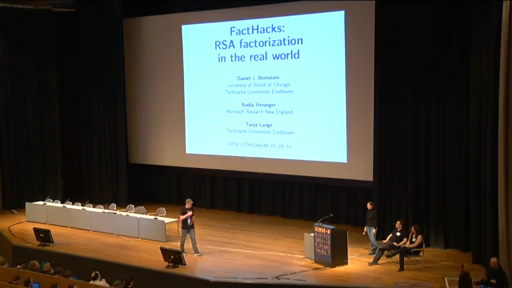 FactHacks:
RSA factorization
in the real world
Daniel J. Bernstein
University of Illinois at Chicago
Technische Universiteit Eindhoven
Nadia Heninger
Microsoft Research New England
Tanja Lange
Technische Universiteit Eindhoven